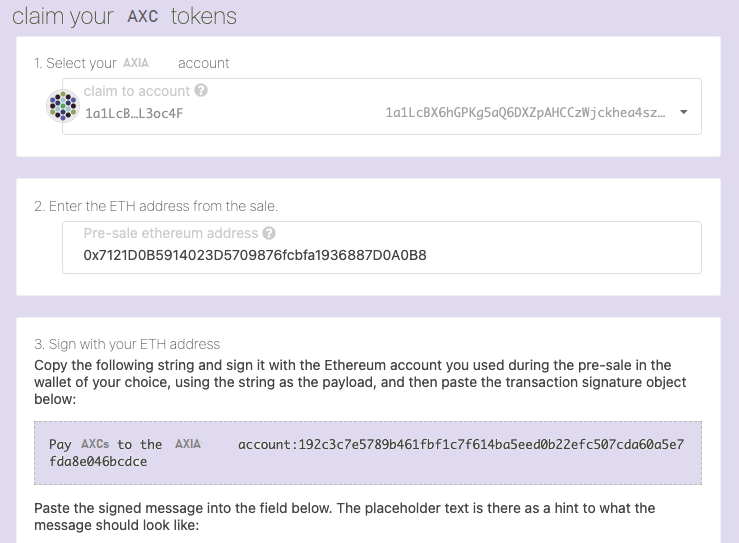 claim your AXC tokens
1. Select your AXIA account
claim to account ?
1a1LcB…L3oc4F 1a1LcBX6hGPKg5aQ6DXZpAHCCzWjckhea4sz…
2. Enter the ETH address from the sale.
Pre-sale ethereum address ?
0x7121D0B5914023D5709876fcbfa1936887D0A0B8
3. Sign with your ETH address
Copy the following string and sign it with the Ethereum account you used during the pre-sale in the
wallet of your choice, using the string as the payload, and then paste the transaction signature object
below:
Pay AXCs to the AXIA account:192c3c7e5789b461fbf1c7f614ba5eed0b22efc507cda60a5e7
fda8e046bcdce
Paste the signed message into the field below. The placeholder text is there as a hint to what the
message should look like: